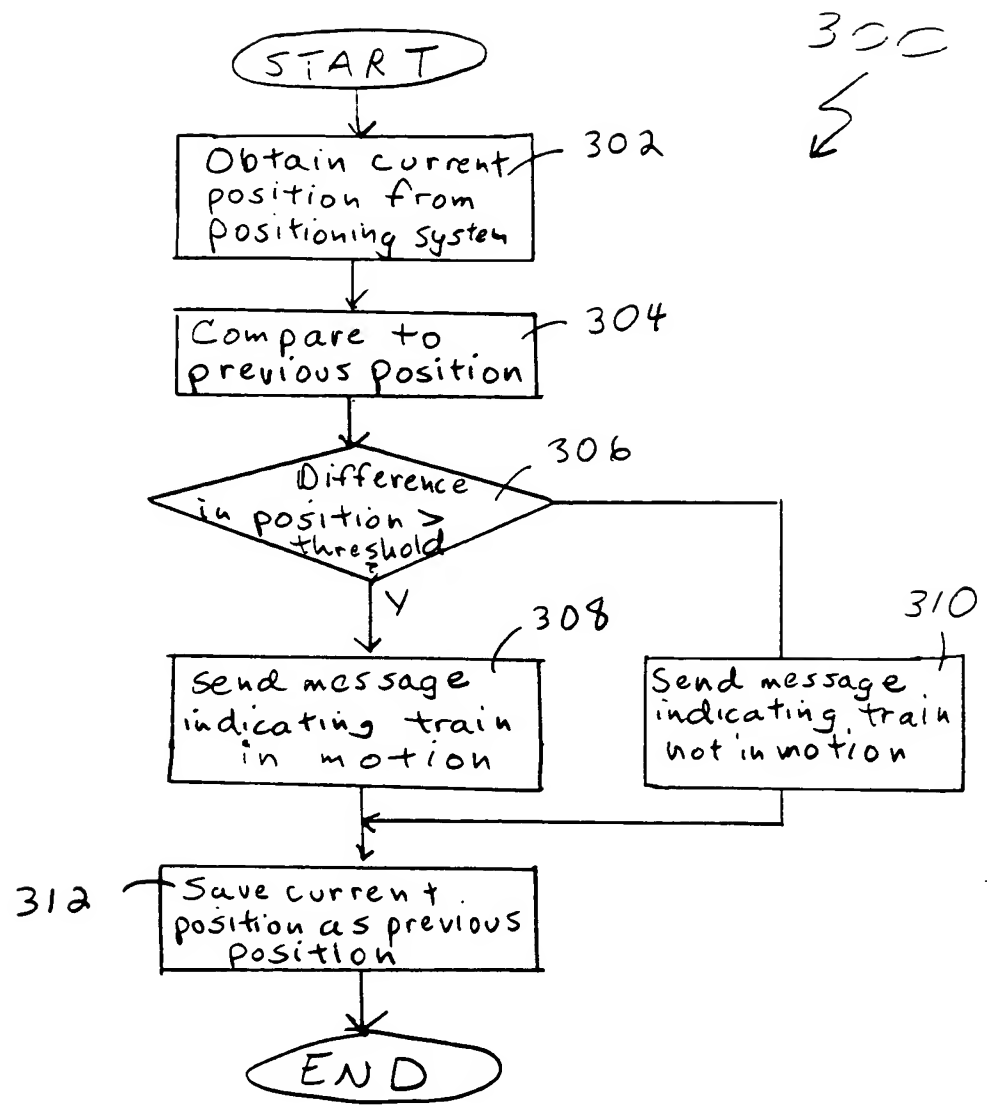 300
START
302
Obtain current
position from
positioning system
304
Compare to
previous position
306
Difference
in position >
threshold
?
Y
308
310
send message
indicating train
in motion
Send message
indicating train
not in motion
312
Save current
position as previous
position
END